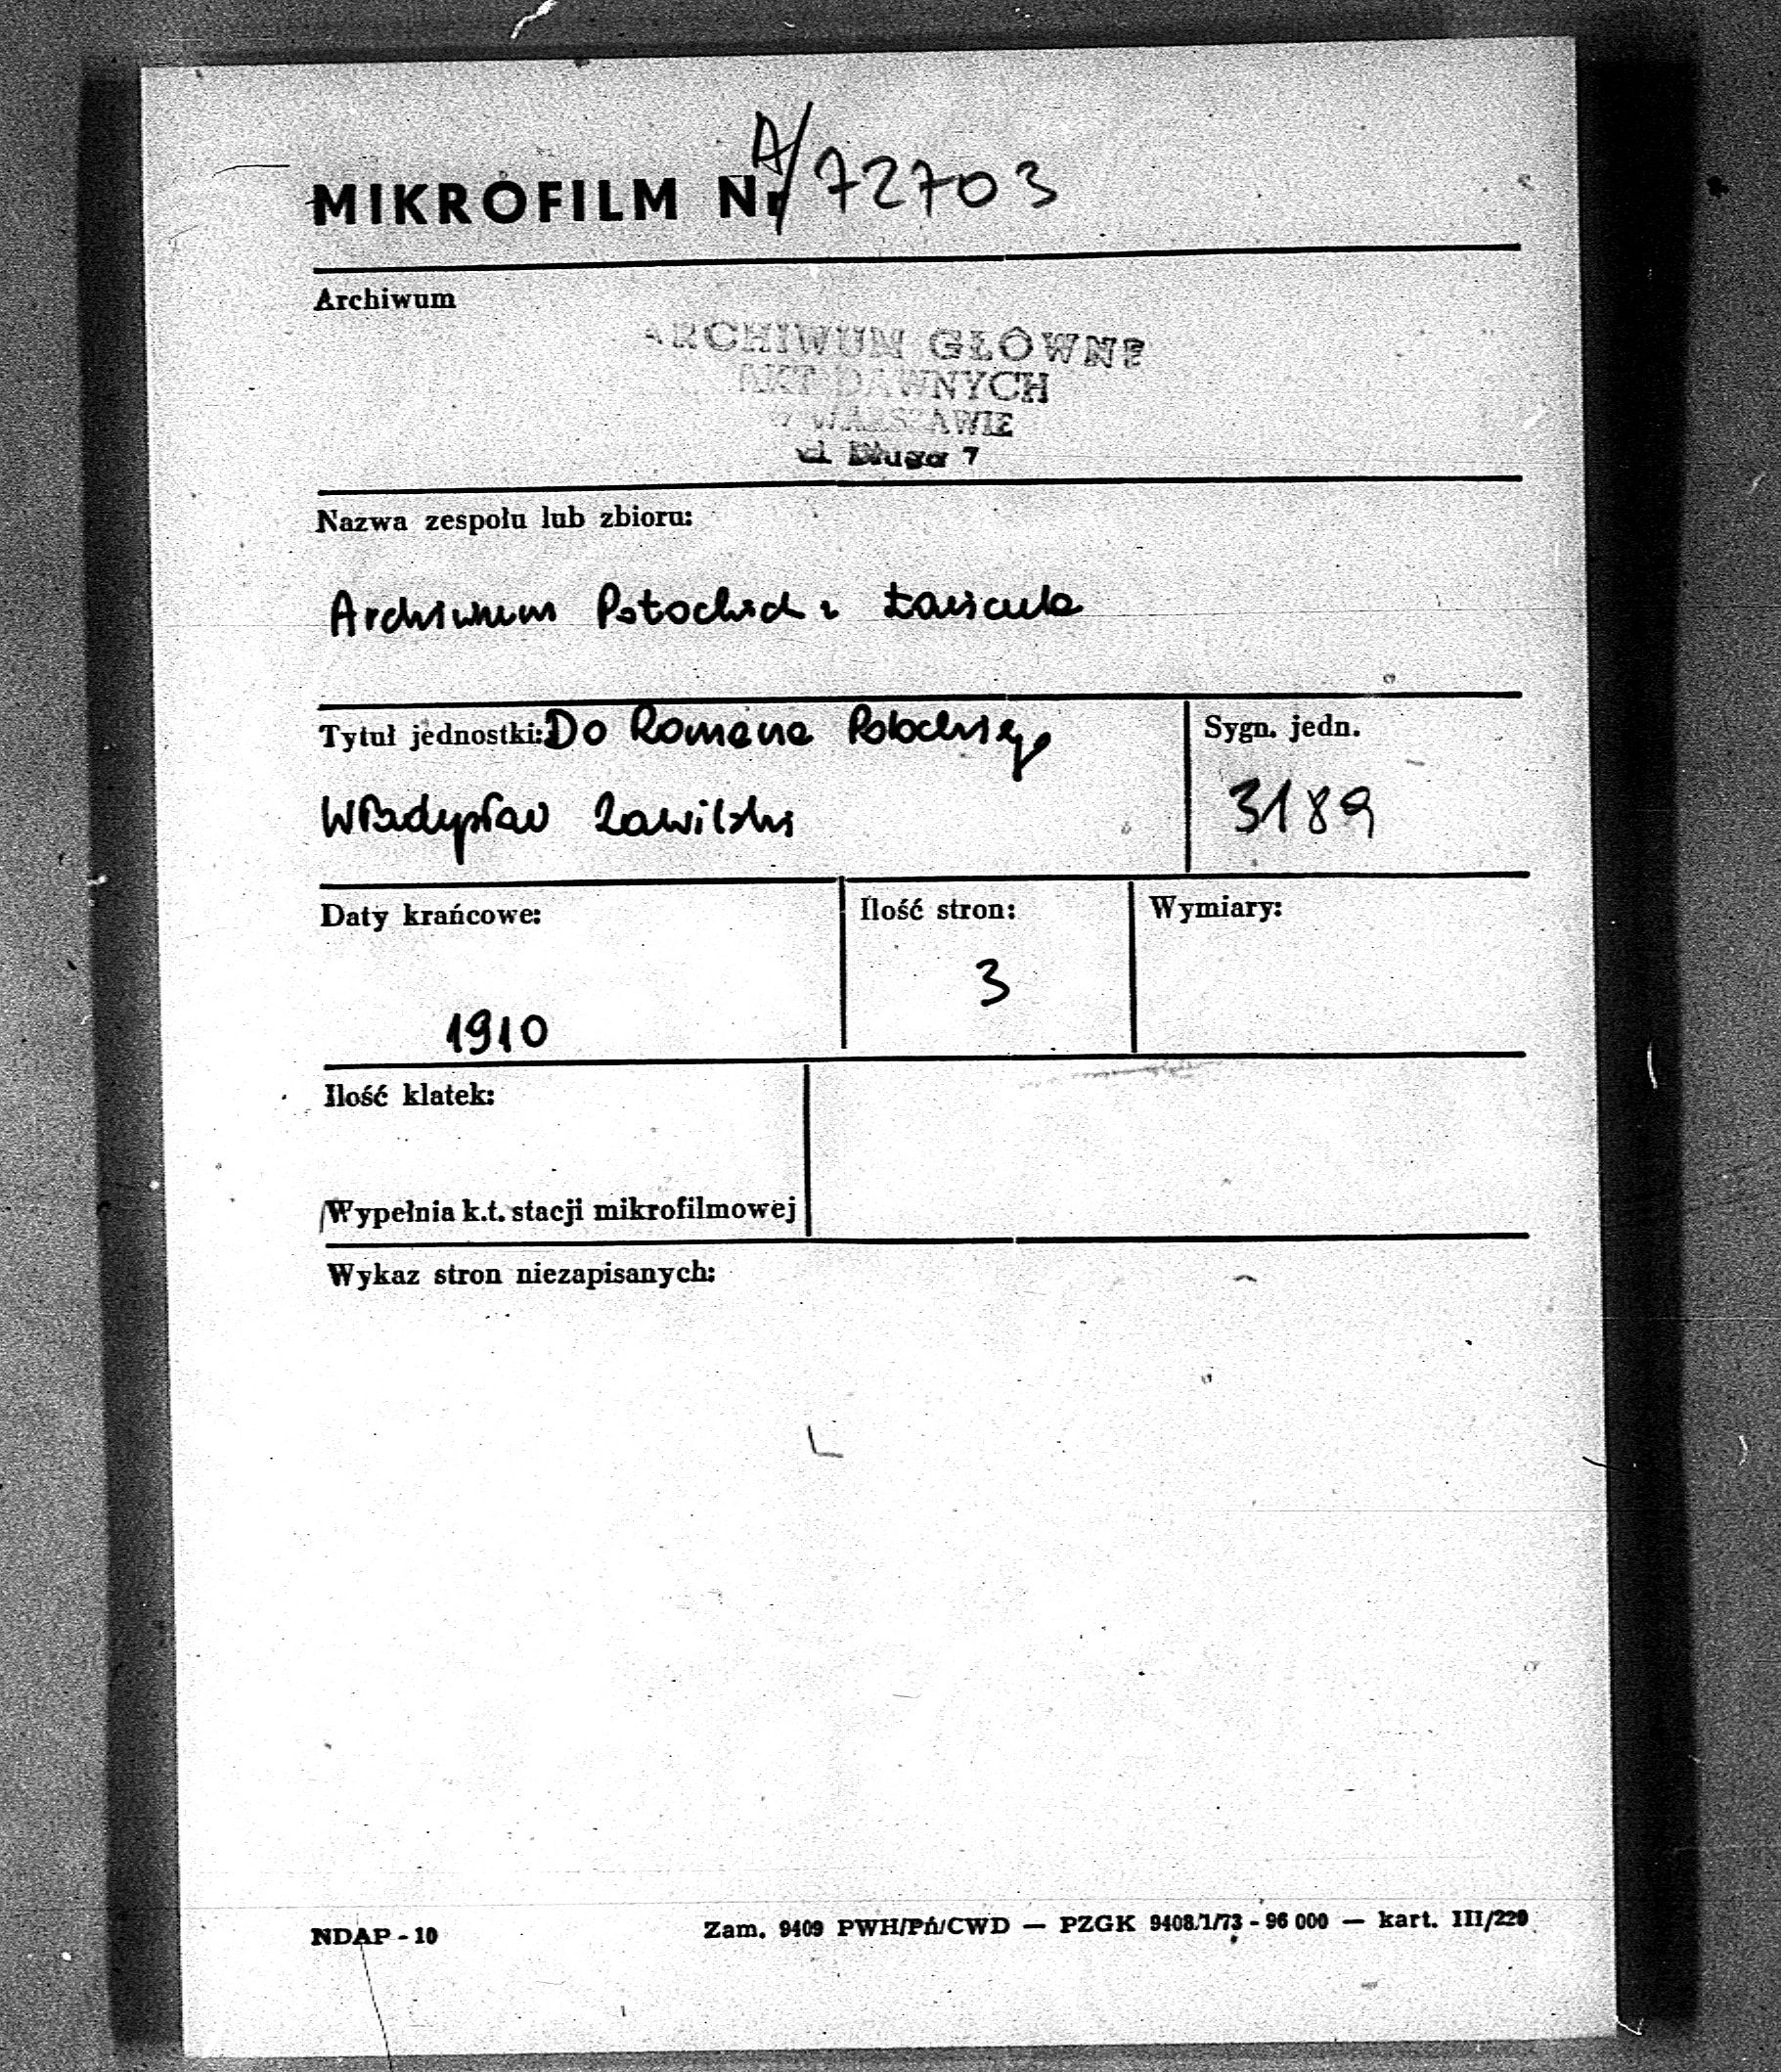 MIKROFILM Nr A/72703
Archiwum
ARCHIWUM GŁÓWNE
AKT DAWNYCH
W WARSZAWIE
ul. Długa 7
Nazwa zespołu lub zbioru:
Archiwum Potockich z Łańcuta
Tytuł jednostki: Do Romana Potockiego
Sygn. jedn.
Władysław
3189
Daty krańcowe:
Ilość stron:
Wymiary:
3
1910
Ilość klatek:
Wypełnia k.t. stacji mikrofilmowej
Wykaz stron niezapisanych:
NDAP - 10
Zam. 9409 PWH/Pń/CWD — PZGK 9408/1/73 - 96 000 — kart. III/220